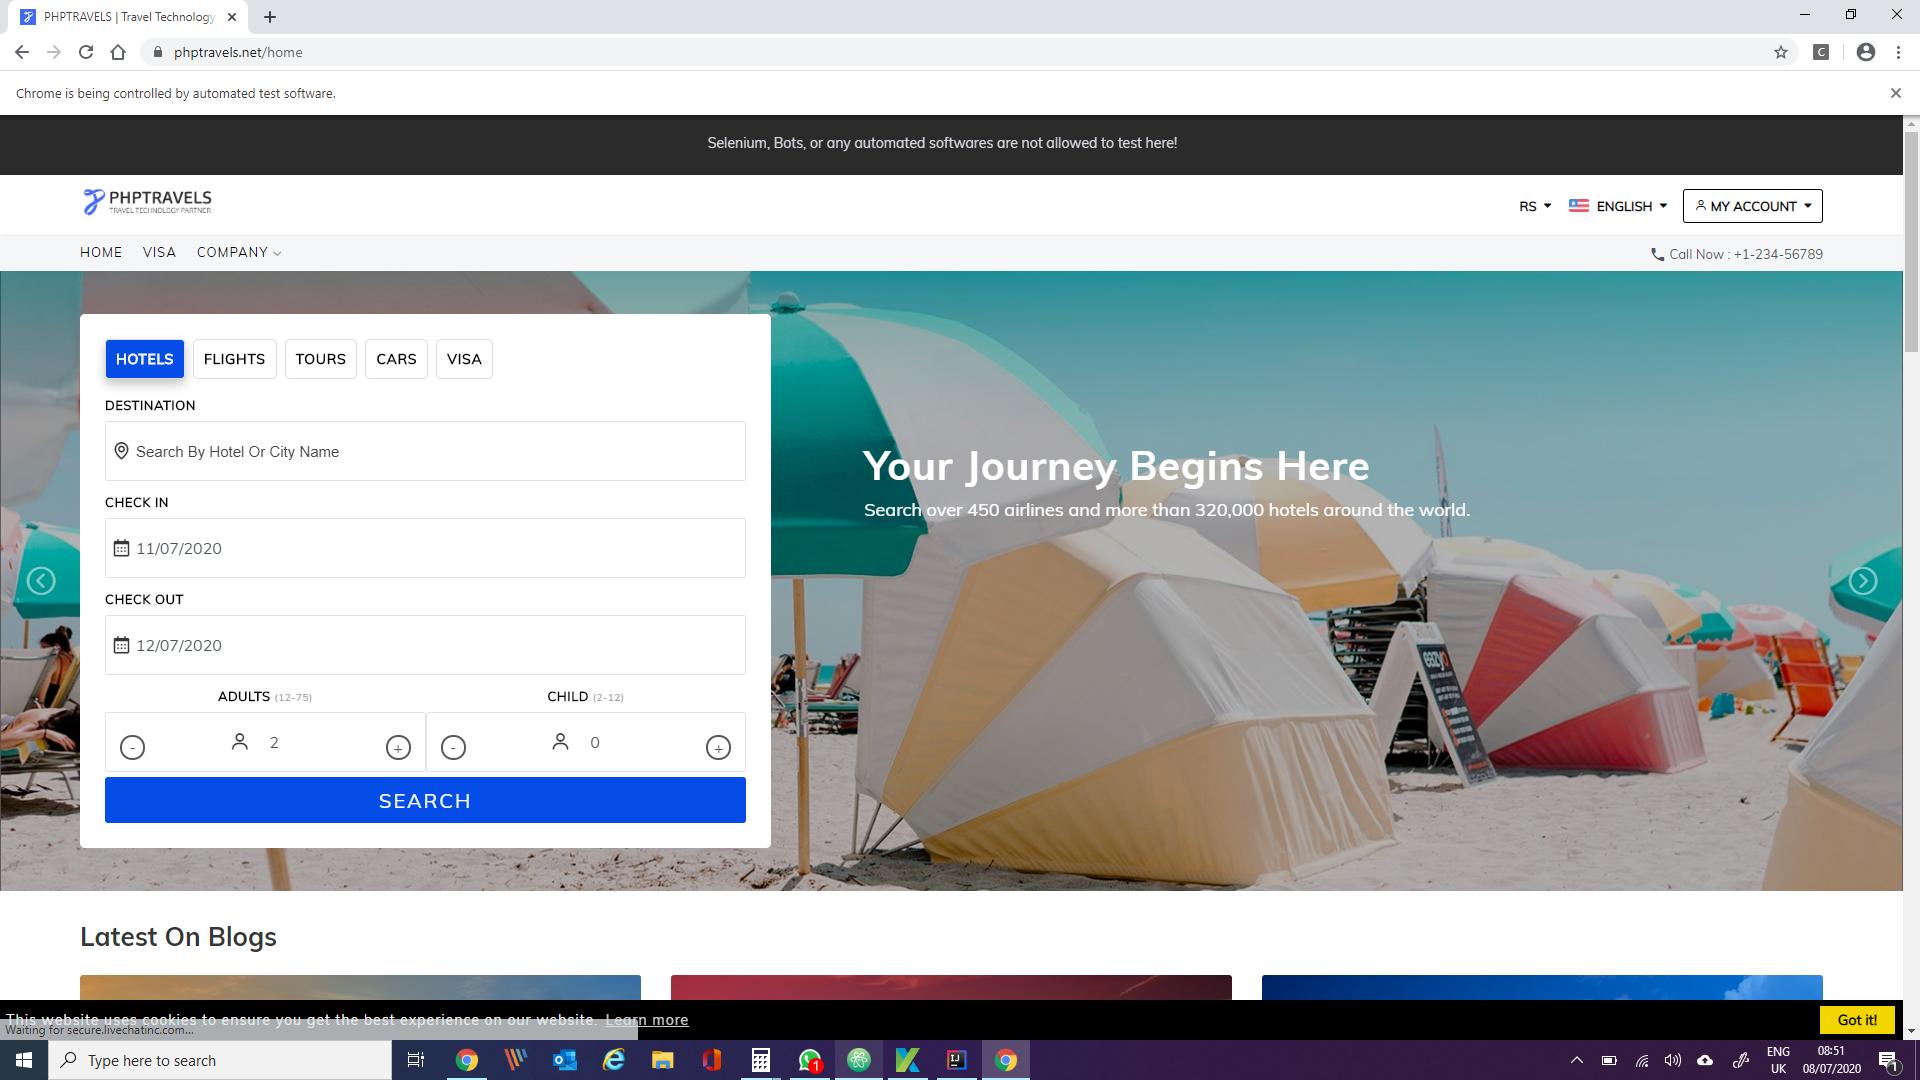 PHPTRAVELS | Travel Technology
phptravels.net/home
C
Chrome is being controlled by automated test software.
Selenium, Bots, or any automated softwares are not allowed to test here!
PHPTRAVELS
TRAVEL TECHNOLOGY PARTNER
RS
ENGLISH
MY ACCOUNT
HOME VISA COMPANY
Call Now : +1-234-56789
HOTELS FLIGHTS TOURS CARS VISA
DESTINATION
Search By Hotel Or City Name
CHECK IN
11/07/2020
CHECK OUT
12/07/2020
ADULTS (12-75) CHILD (2-12)
- 2 + - 0 +
SEARCH
Your Journey Begins Here
Search over 450 airlines and more than 320,000 hotels around the world.
eazy
Latest On Blogs
This website uses cookies to ensure you get the best experience on our website. Learn more
Got it!
Waiting for secure.livechatinc.com...
Type here to search
1
IJ
ENG
UK
08:51
08/07/2020
1